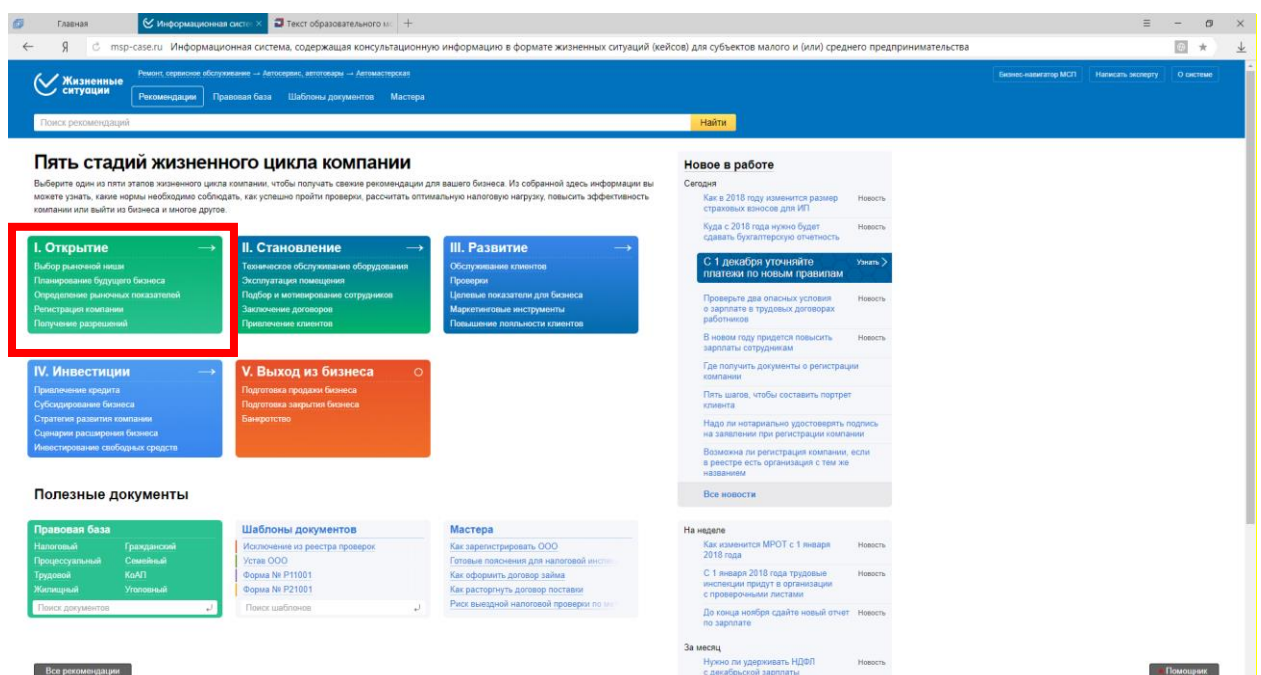 Главная
Информационная систе
Текст образовательного мо
msp-case.ru Информационная система, содержащая консультационную информацию в формате жизненных ситуаций (кейсов) для субъектов малого и (или) среднего предпринимательства
Жизненные
ситуации
Ремонт, сервисное обслуживание → Автосервис, автотовары → Автомастерская
Рекомендации Правовая база Шаблоны документов Мастера
Бизнес-навигатор МСП Написать эксперту О системе
Поиск рекомендаций
Найти
Пять стадий жизненного цикла компании
Выберите один из пяти этапов жизненного цикла компании, чтобы получать свежие рекомендации для вашего бизнеса. Из собранной здесь информации вы
можете узнать, какие нормы необходимо соблюдать, как успешно пройти проверки, рассчитать оптимальную налоговую нагрузку, повысить эффективность
компании или выйти из бизнеса и многое другое.
I. Открытие →
Выбор рыночной ниши
Планирование будущего бизнеса
Определение рыночных показателей
Регистрация компании
Получение разрешений
II. Становление →
Техническое обслуживание оборудования
Эксплуатация помещения
Подбор и мотивирование сотрудников
Заключение договоров
Привлечение клиентов
III. Развитие →
Обслуживание клиентов
Проверки
Целевые показатели для бизнеса
Маркетинговые инструменты
Повышение лояльности клиентов
IV. Инвестиции →
Привлечение кредита
Субсидирование бизнеса
Стратегия развития компании
Сценарии расширения бизнеса
Инвестирование свободных средств
V. Выход из бизнеса
Подготовка продажи бизнеса
Подготовка закрытия бизнеса
Банкротство
Полезные документы
Правовая база
Налоговый Гражданский
Процессуальный Семейный
Трудовой КоАП
Жилищный Уголовный
Поиск документов
Шаблоны документов
Исключение из реестра проверок
Устав ООО
Форма № Р11001
Форма № Р21001
Поиск шаблонов
Мастера
Как зарегистрировать ООО
Готовые пояснения для налоговой
Как оформить договор займа
Как расторгнуть договор поставки
Риск выездной налоговой проверки по
Все рекомендации
Новое в работе
Сегодня
Как в 2018 году изменится размер Новость
страховых взносов для ИП
Куда с 2018 года нужно будет Новость
сдавать бухгалтерскую отчетность
С 1 декабря уточняйте Узнать
платежи по новым правилам
Проверьте два опасных условия Новость
о зарплате в трудовых договорах
работников
В новом году придется повысить Новость
зарплаты сотрудникам
Где получить документы о регистрации
компании
Пять шагов, чтобы составить портрет
клиента
Надо ли нотариально удостоверять подпись
на заявлении при регистрации компании
Возможна ли регистрация компании, если
в реестре есть организация с тем же
названием
Все новости
На неделе
Как изменится МРОТ с 1 января Новость
2018 года
С 1 января 2018 года трудовые Новость
инспекции придут в организации
с проверочными листами
До конца ноября сдайте новый отчет Новость
по зарплате
За месяц
Нужно ли удерживать НДФЛ Новость
с декабрьской зарплаты
Помощник